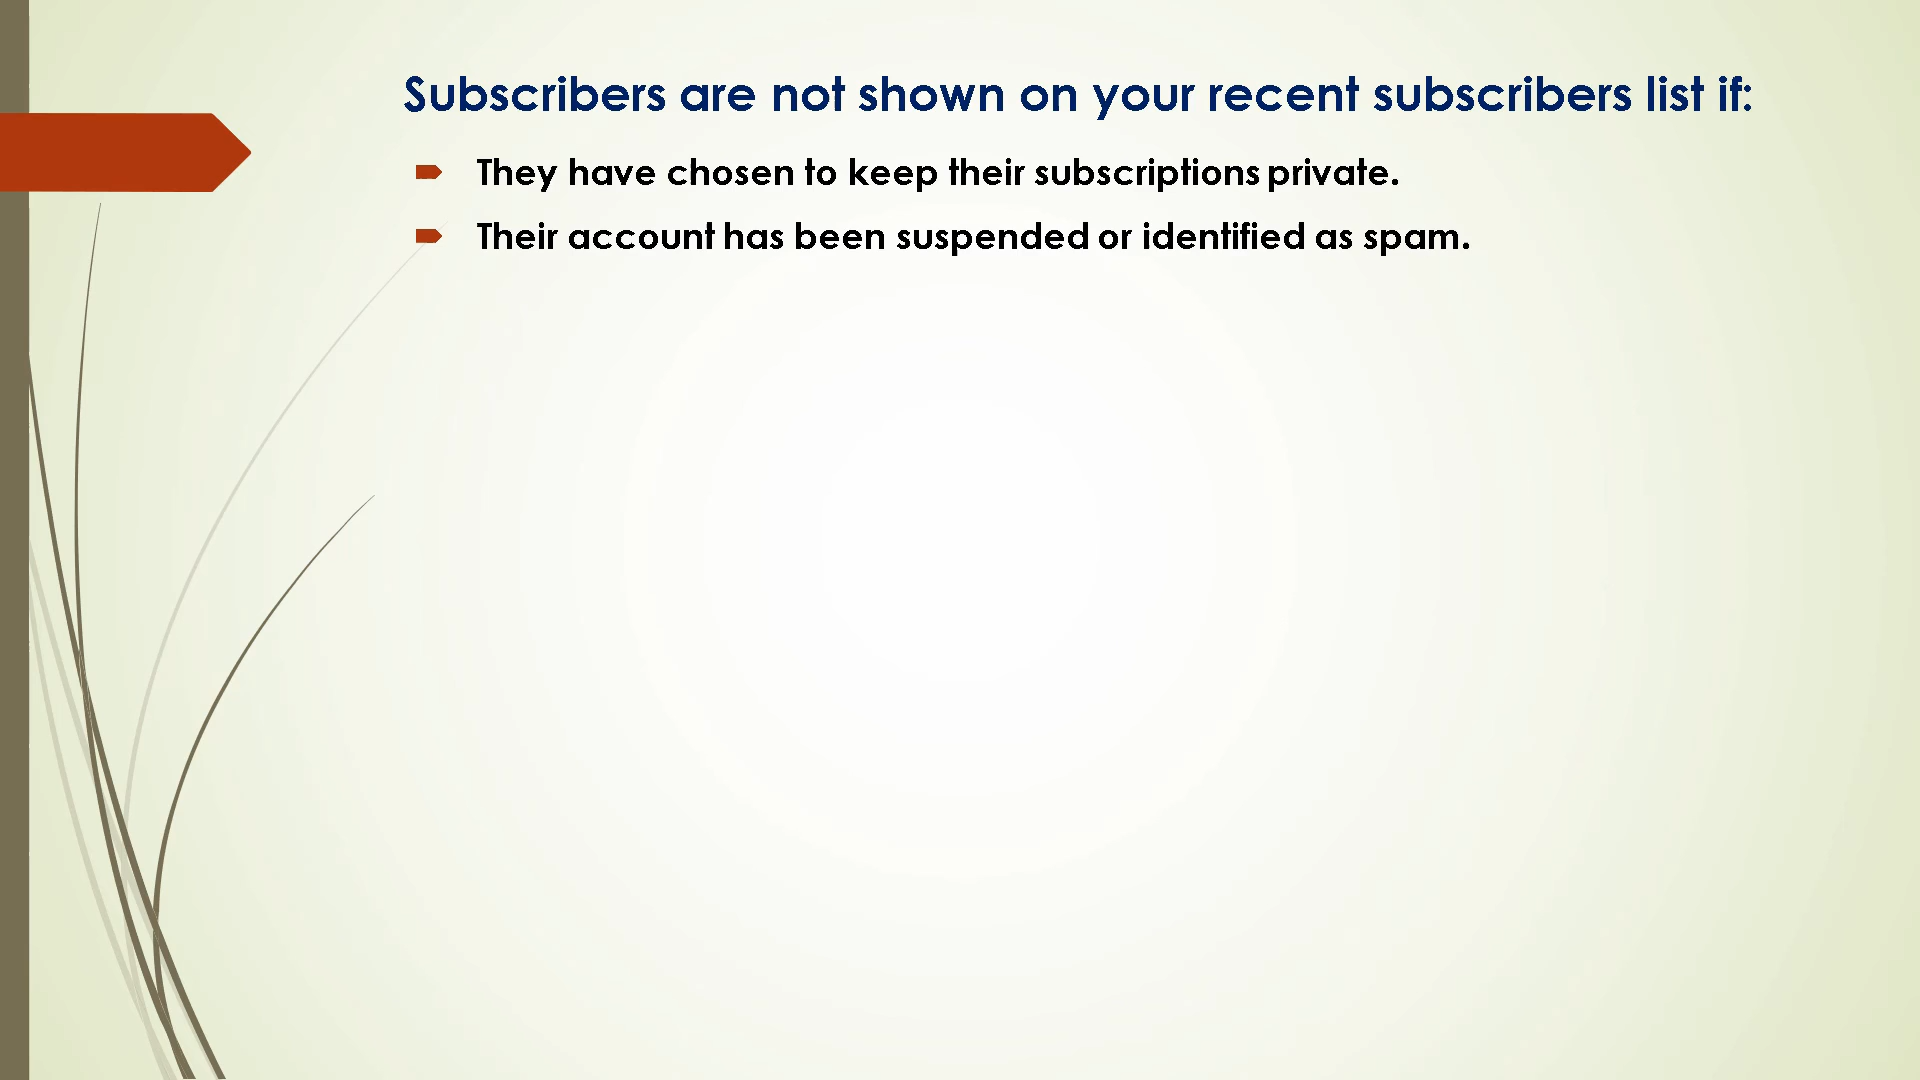 Subscribers are not shown on your recent subscribers list if:
They have chosen to keep their subscriptions private.
Their account has been suspended or identified as spam.